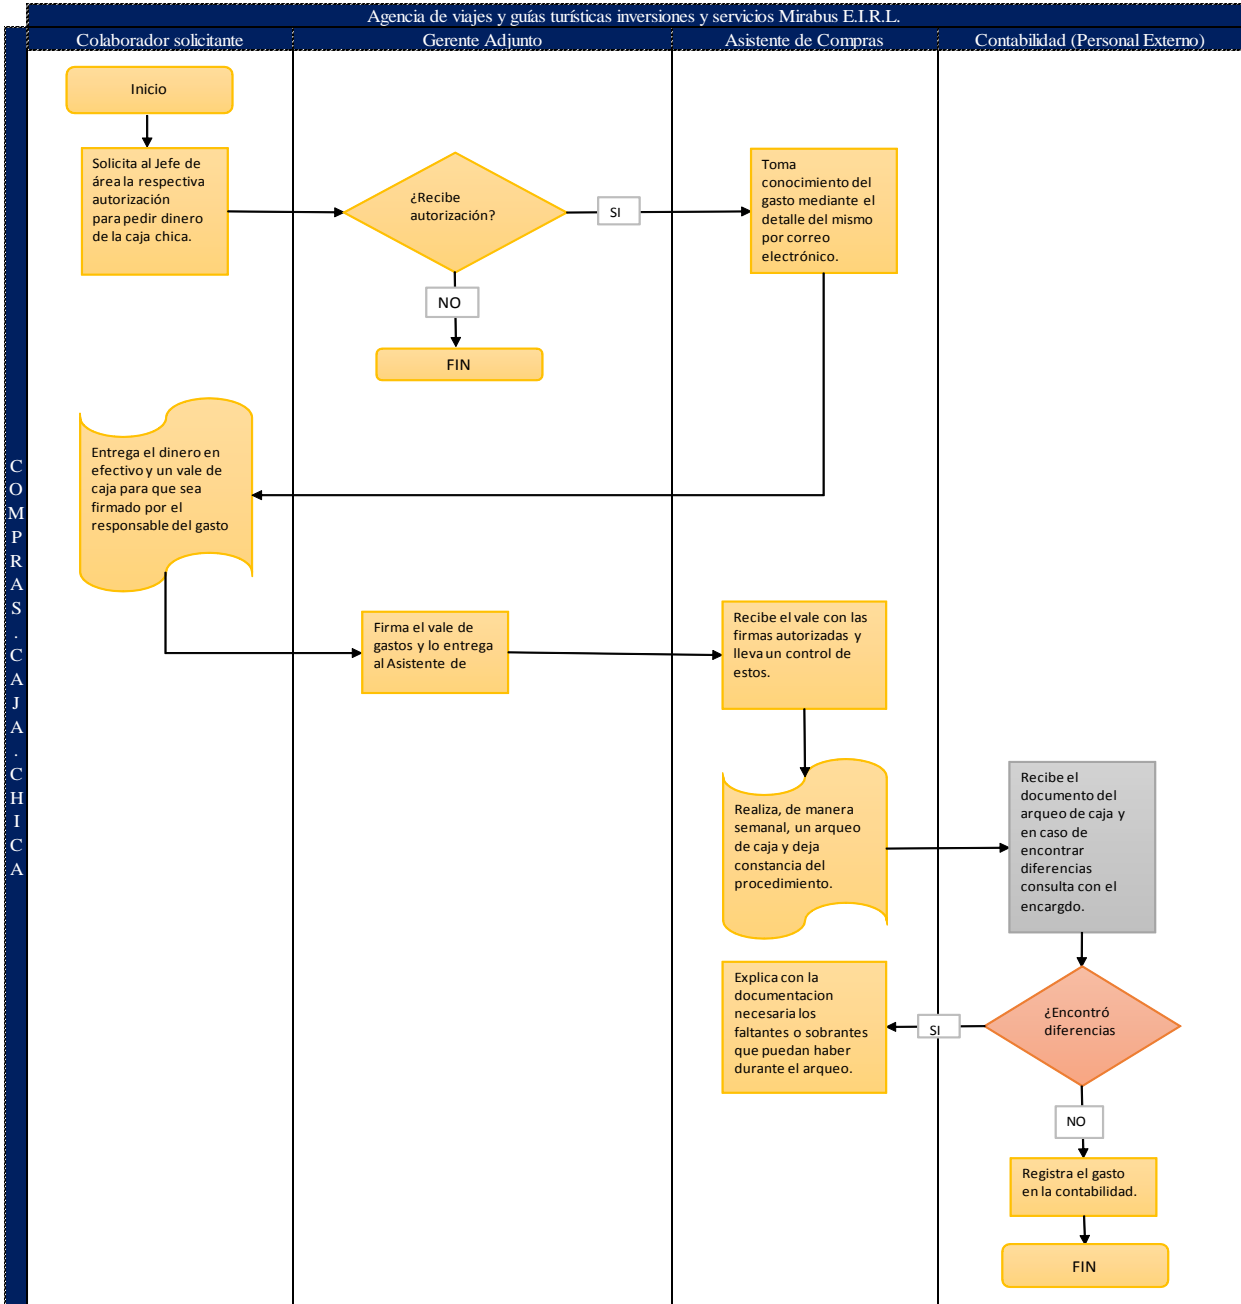 Agencia de viajes y guías turísticas inversiones y servicios Mirabus E.I.R.L.
Colaborador solicitante
Gerente Adjunto
Asistente de Compras
Contabilidad (Personal Externo)
COMPRAS.CAJA.CHICA
Inicio
Solicita al Jefe de
área la respectiva
autorización
para pedir dinero
de la caja chica.
¿Recibe
autorización?
SI
Toma
conocimiento del
gasto mediante el
detalle del mismo
por correo
electrónico.
NO
FIN
Entrega el dinero en
efectivo y un vale de
caja para que sea
firmado por el
responsable del gasto
Firma el vale de
gastos y lo entrega
al Asistente de
Recibe el vale con las
firmas autorizadas y
lleva un control de
estos.
Realiza, de manera
semanal, un arqueo
de caja y deja
constancia del
procedimiento.
Recibe el
documento del
arqueo de caja y
en caso de
encontrar
diferencias
consulta con el
encargdo.
¿Encontró
diferencias
SI
Explica con la
documentacion
necesaria los
faltantes o sobrantes
que puedan haber
durante el arqueo.
NO
Registra el gasto
en la contabilidad.
FIN